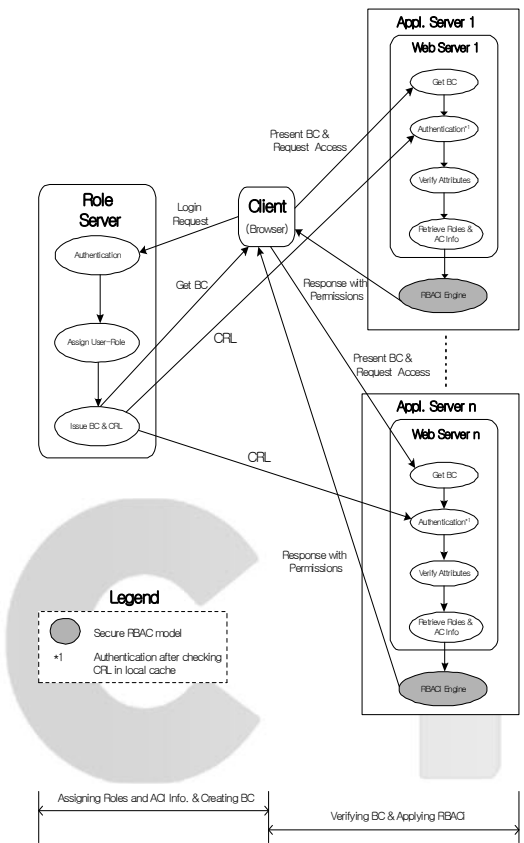 Appl. Server 1
Web Server 1
Get BC
Authentication*1
Verify Attributes
Retrieve Roles &
AC Info
RBACI Engine
Present BC &
Request Access
Role
Server
Authentication
Assign User-Role
Issue BC & CRL
Login
Request
Client
(Browser)
Get BC
CRL
Response with
Permissions
Present BC &
Request Access
Appl. Server n
Web Server n
Get BC
Authentication*1
Verify Attributes
Retrieve Roles &
AC Info
RBACI Engine
CRL
Response with
Permissions
Legend
Secure RBAC model
*1 Authentication after checking
CRL in local cache
Assigning Roles and ACI Info. & Creating BC
Verifying BC & Applying RBACI